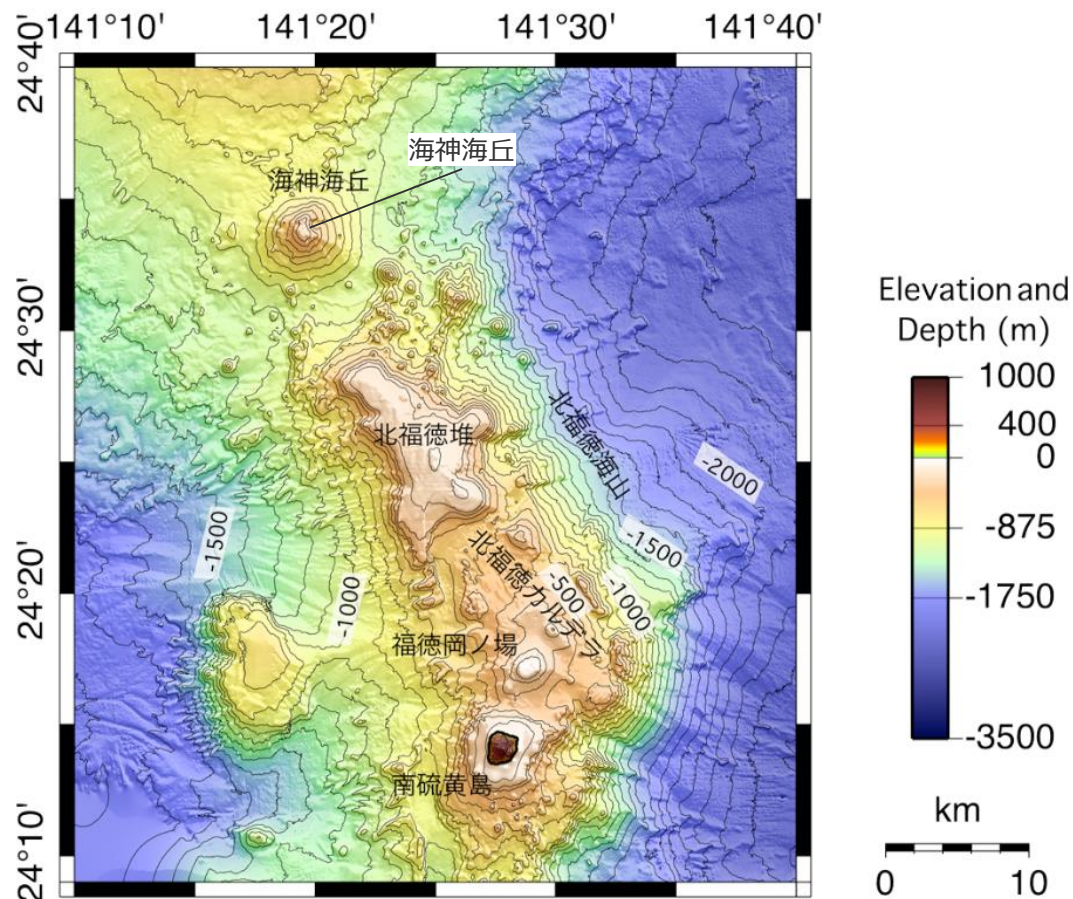 141°10' 141°20' 141°30' 141°40'
24°40'
24°30'
24°20'
24°10'
海神海丘
海神海丘
北福徳堆
北福徳海山
-2000
-1500
-1500
北福徳カルデラ
-500
-1000
-1000
福徳岡ノ場
南硫黄島
Elevation and
Depth (m)
1000
400
0
-875
-1750
-3500
km
0 10